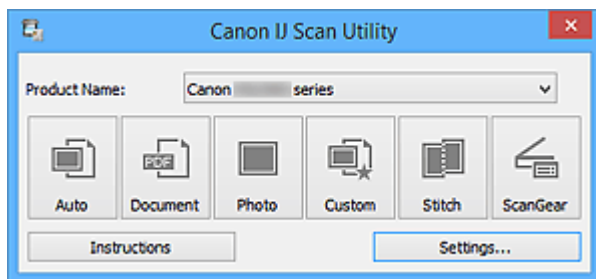 Canon IJ Scan Utility
Product Name: Canon series
PDF
Auto Document Photo Custom Stitch ScanGear
Instructions Settings...